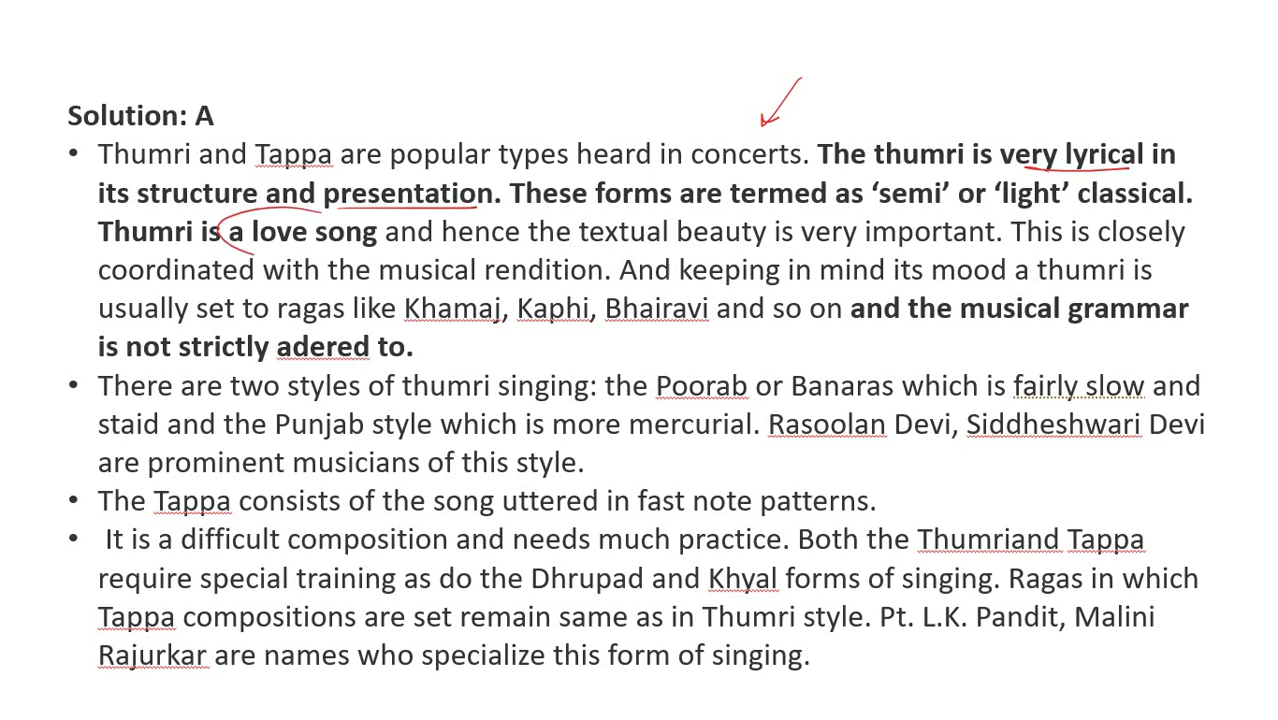 Solution: A
• Thumri and Tappa are popular types heard in concerts. The thumri is very lyrical in
its structure and presentation. These forms are termed as ‘semi’ or ‘light’ classical.
Thumri is a love song and hence the textual beauty is very important. This is closely
coordinated with the musical rendition. And keeping in mind its mood a thumri is
usually set to ragas like Khamaj, Kaphi, Bhairavi and so on and the musical grammar
is not strictly adered to.
• There are two styles of thumri singing: the Poorab or Banaras which is fairly slow and
staid and the Punjab style which is more mercurial. Rasoolan Devi, Siddheshwari Devi
are prominent musicians of this style.
• The Tappa consists of the song uttered in fast note patterns.
• It is a difficult composition and needs much practice. Both the Thumriand Tappa
require special training as do the Dhrupad and Khyal forms of singing. Ragas in which
Tappa compositions are set remain same as in Thumri style. Pt. L.K. Pandit, Malini
Rajurkar are names who specialize this form of singing.